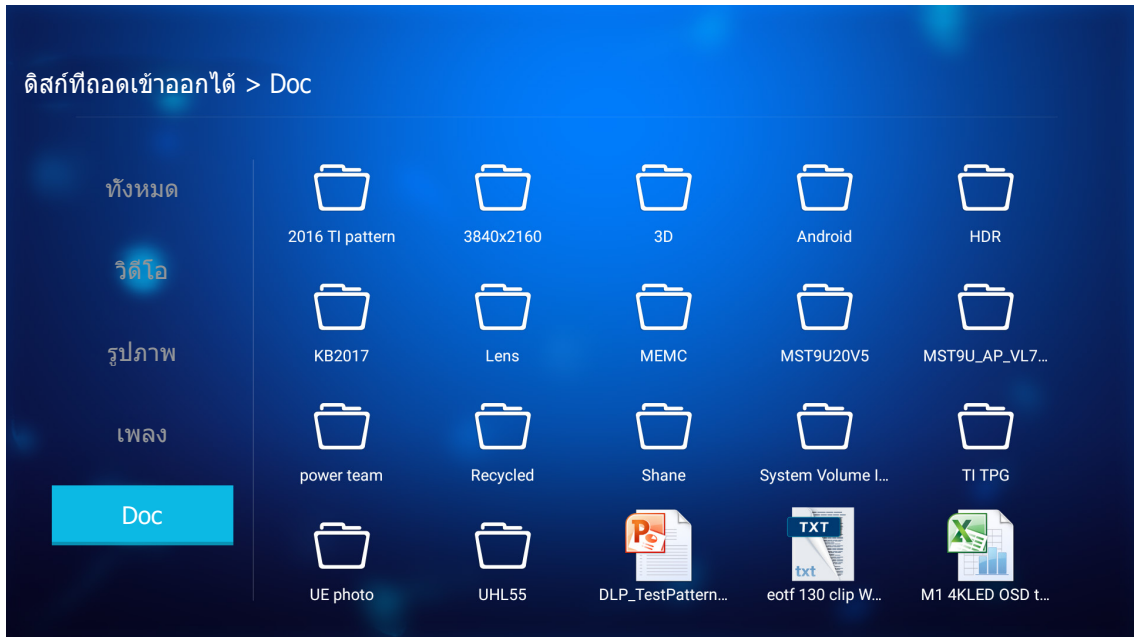 ดิสก์ที่ถอดเข้าออกได้ > Doc
ทั้งหมด
วิดีโอ
รูปภาพ
เพลง
Doc
2016 TI pattern
3840x2160
3D
Android
HDR
KB2017
Lens
MEMC
MST9U20V5
MST9U_AP_VL7...
power team
Recycled
Shane
System Volume I...
TI TPG
UE photo
UHL55
DLP_TestPattern...
TXT
txt
eotf 130 clip W...
M1 4KLED OSD t...